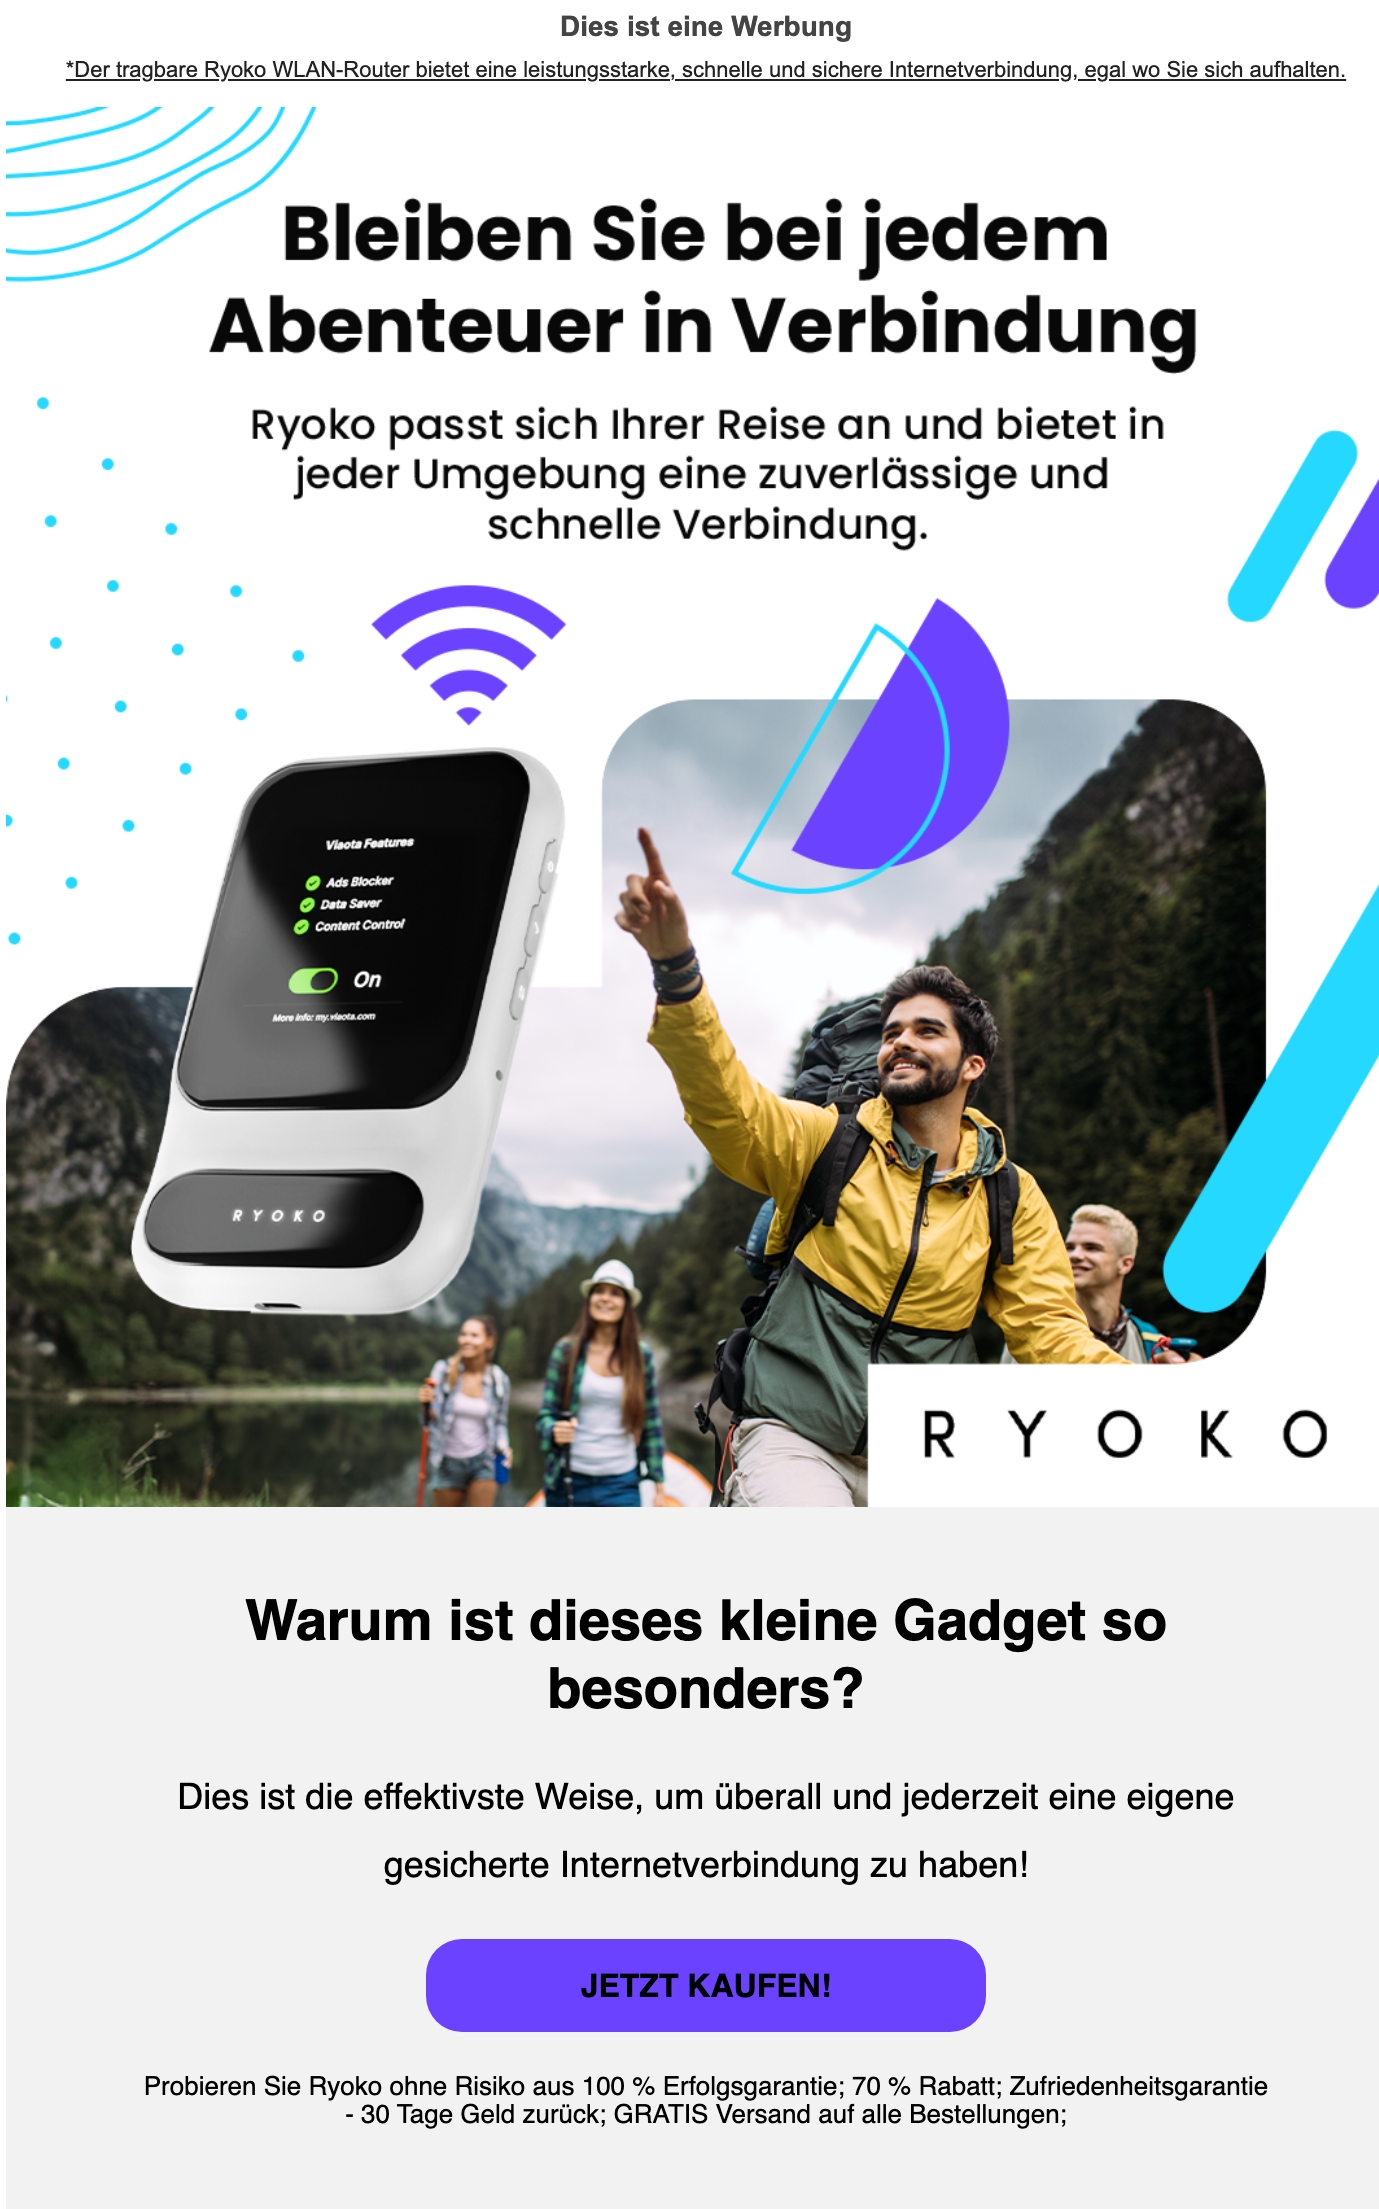 Dies ist eine Werbung
*Der tragbare Ryoko WLAN-Router bietet eine leistungsstarke, schnelle und sichere Internetverbindung, egal wo Sie sich aufhalten.
Bleiben Sie bei jedem
Abenteuer in Verbindung
Ryoko passt sich Ihrer Reise an und bietet in
jeder Umgebung eine zuverlässige und
schnelle Verbindung.
Viaota Features
Ads Blocker
Data Saver
Content Control
On
More info: my.viaota.com
RYOKO
RYOKO
Warum ist dieses kleine Gadget so
besonders?
Dies ist die effektivste Weise, um überall und jederzeit eine eigene
gesicherte Internetverbindung zu haben!
JETZT KAUFEN!
Probieren Sie Ryoko ohne Risiko aus 100 % Erfolgsgarantie; 70 % Rabatt; Zufriedenheitsgarantie
- 30 Tage Geld zurück; GRATIS Versand auf alle Bestellungen;